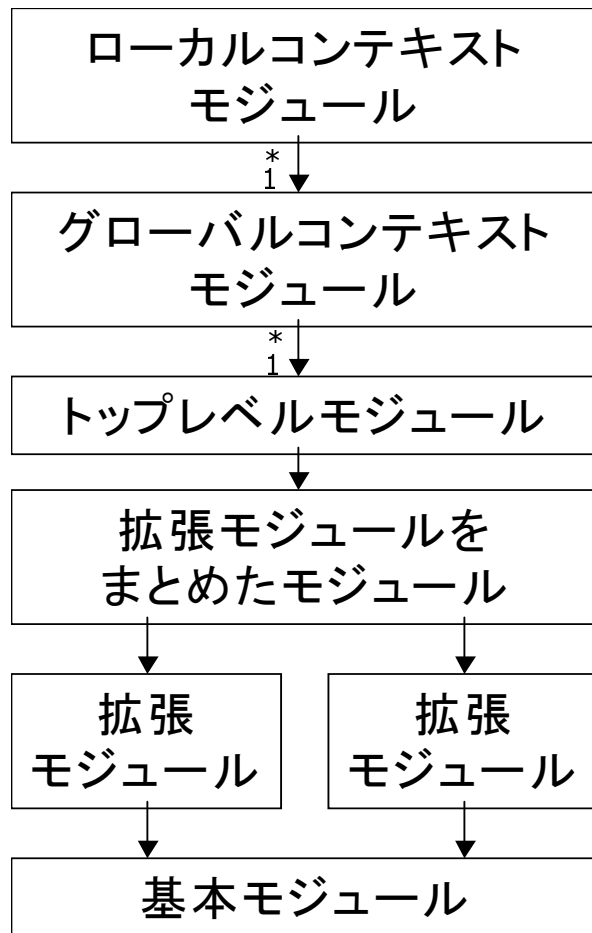 ローカルコンテキスト
モジュール
*
1
グローバルコンテキスト
モジュール
*
1
トップレベルモジュール
拡張モジュールを
まとめたモジュール
拡張
モジュール
拡張
モジュール
基本モジュール